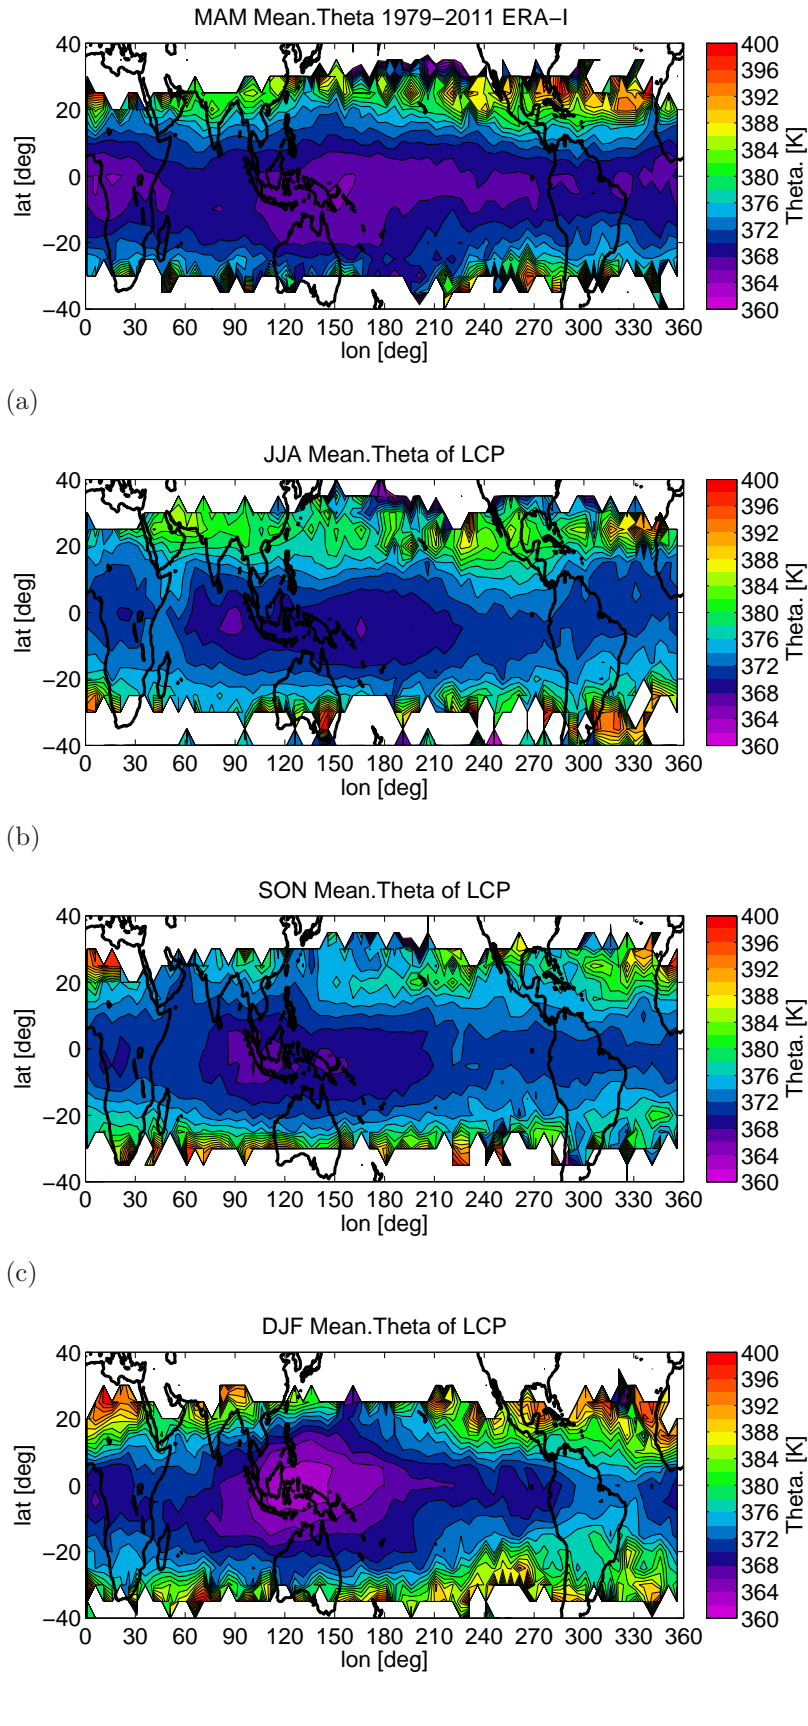 MAM Mean.Theta 1979−2011 ERA−I
40
20
0
−20
−40
lat [deg]
0 30 60 90 120 150 180 210 240 270 300 330 360
lon [deg]
400
396
392
388
384
380
376
372
368
364
360
Theta. [K]
(a)
JJA Mean.Theta of LCP
40
20
0
−20
−40
lat [deg]
0 30 60 90 120 150 180 210 240 270 300 330 360
lon [deg]
400
396
392
388
384
380
376
372
368
364
360
Theta. [K]
(b)
SON Mean.Theta of LCP
40
20
0
−20
−40
lat [deg]
0 30 60 90 120 150 180 210 240 270 300 330 360
lon [deg]
400
396
392
388
384
380
376
372
368
364
360
Theta. [K]
(c)
DJF Mean.Theta of LCP
40
20
0
−20
−40
lat [deg]
0 30 60 90 120 150 180 210 240 270 300 330 360
lon [deg]
400
396
392
388
384
380
376
372
368
364
360
Theta. [K]